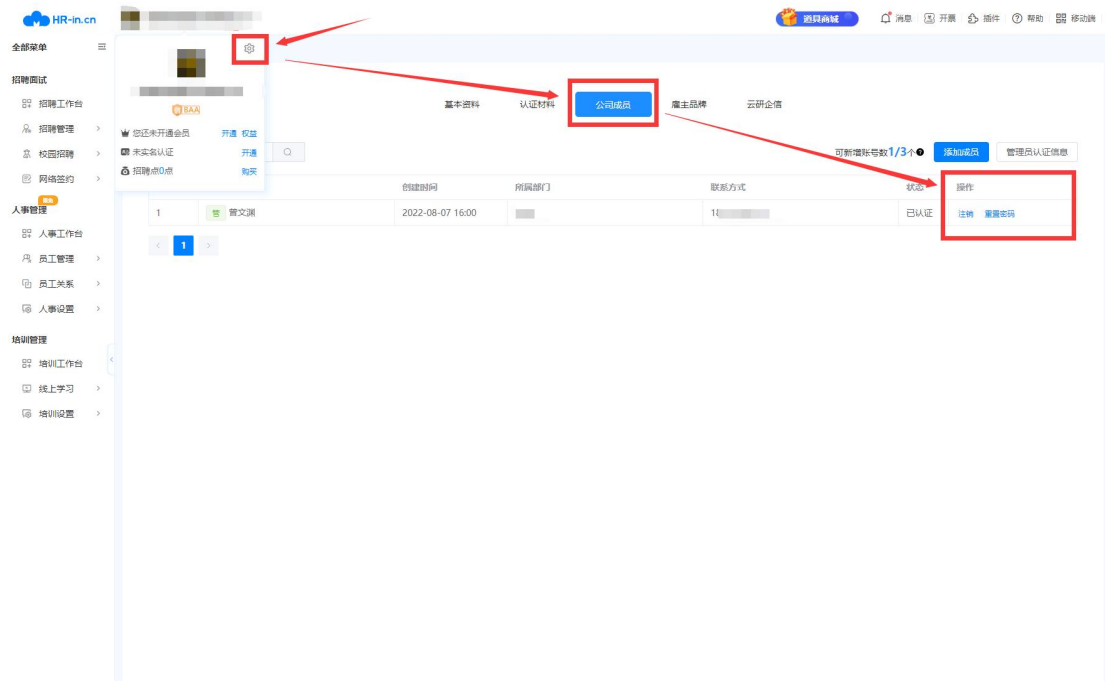 HR-in.cn
道具商城
消息
开票
插件
帮助
移动端
全部菜单
招聘面试
招聘工作台
招聘管理
校园招聘
网络签约
人事管理
人事工作台
员工管理
员工关系
人事设置
培训管理
培训工作台
线上学习
培训设置
BAA
您还未开通会员 开通 权益
未实名认证 开通
招聘点0点 购买
基本资料 认证材料 公司成员 雇主品牌 云研企信
可新增账号数1/3个 添加成员 管理员认证信息
创建时间 所属部门 联系方式 状态 操作
1 管 曾文渊 2022-08-07 16:00 18 已认证 注销 重置密码
< 1 >